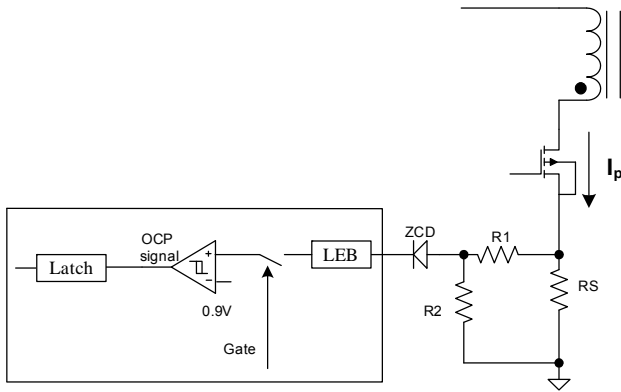 Ip
ZCD
R1
OCP
signal
Latch
+
-
LEB
R2
RS
0.9V
Gate